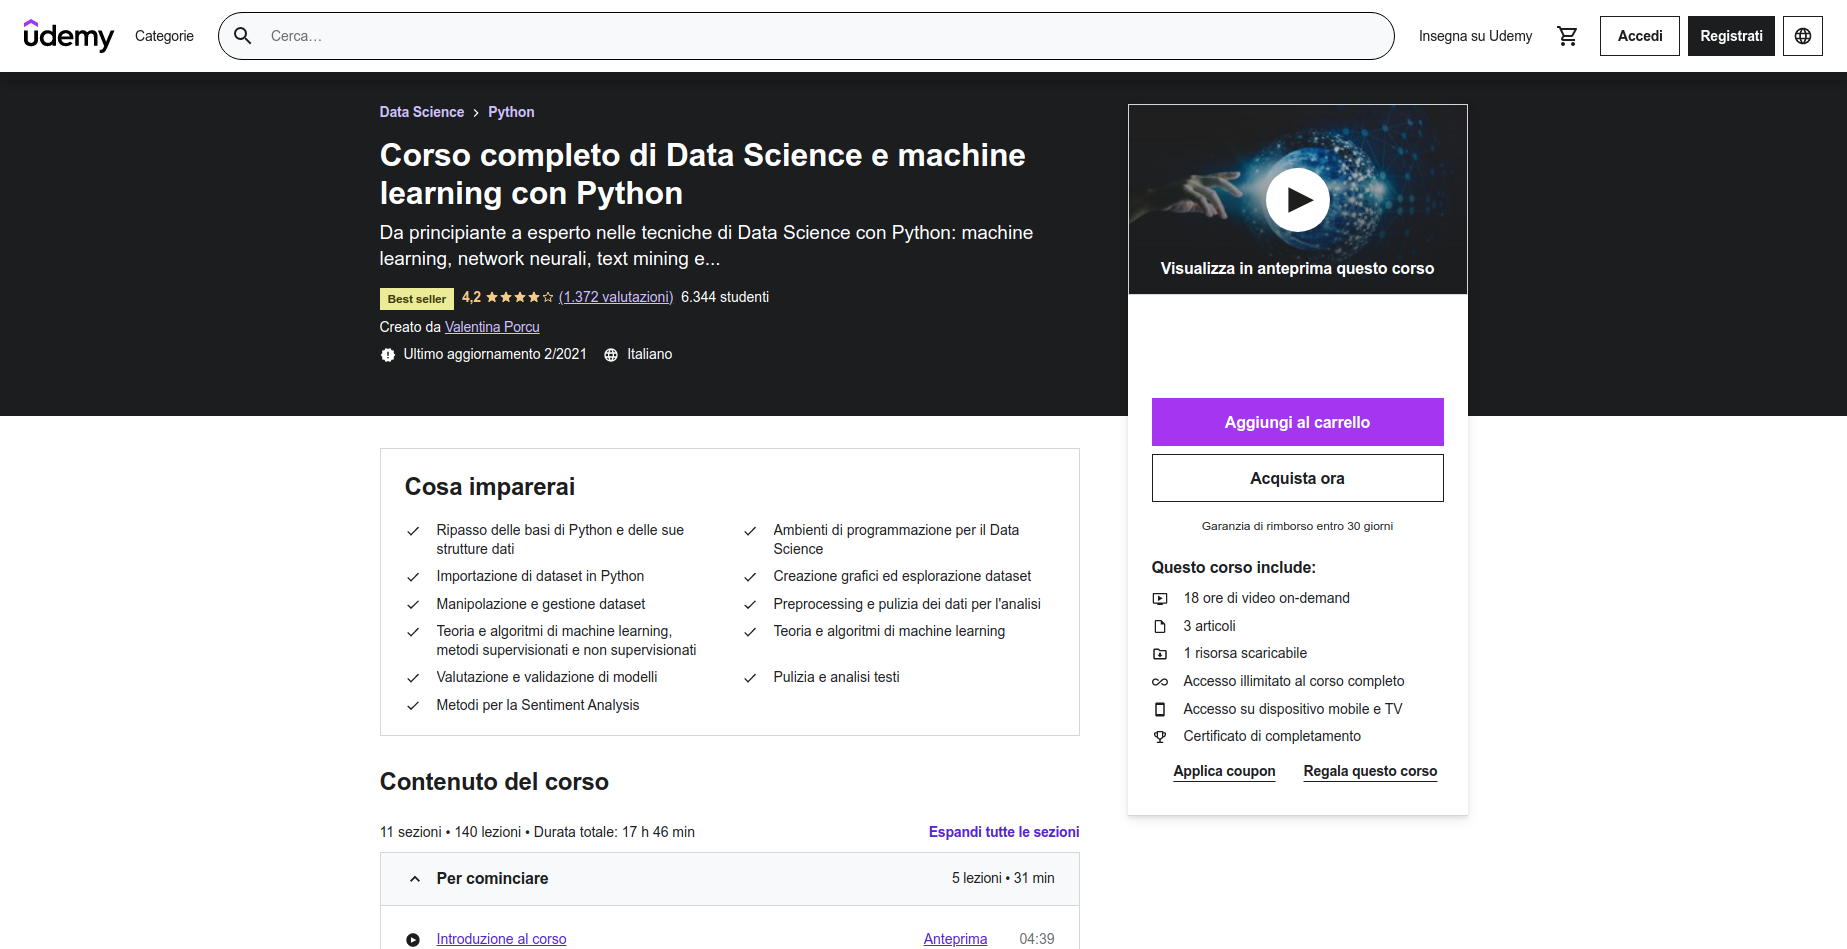 udemy
Categorie
Cerca...
Insegna su Udemy
Accedi
Registrati
Data Science
Python
Corso completo di Data Science e machine
learning con Python
Da principiante a esperto nelle tecniche di Data Science con Python: machine
learning, network neurali, text mining e...
Best seller 4,2 (1.372 valutazioni) 6.344 studenti
Creato da Valentina Porcu
Ultimo aggiornamento 2/2021 Italiano
Visualizza in anteprima questo corso
Aggiungi al carrello
Acquista ora
Garanzia di rimborso entro 30 giorni
Questo corso include:
18 ore di video on-demand
3 articoli
1 risorsa scaricabile
Accesso illimitato al corso completo
Accesso su dispositivo mobile e TV
Certificato di completamento
Applica coupon
Regala questo corso
Cosa imparerai
Ripasso delle basi di Python e delle sue
strutture dati
Ambienti di programmazione per il Data
Science
Importazione di dataset in Python
Creazione grafici ed esplorazione dataset
Manipolazione e gestione dataset
Preprocessing e pulizia dei dati per l'analisi
Teoria e algoritmi di machine learning,
metodi supervisionati e non supervisionati
Teoria e algoritmi di machine learning
Valutazione e validazione di modelli
Pulizia e analisi testi
Metodi per la Sentiment Analysis
Contenuto del corso
11 sezioni • 140 lezioni • Durata totale: 17 h 46 min
Espandi tutte le sezioni
Per cominciare
5 lezioni • 31 min
Introduzione al corso
Anteprima
04:39